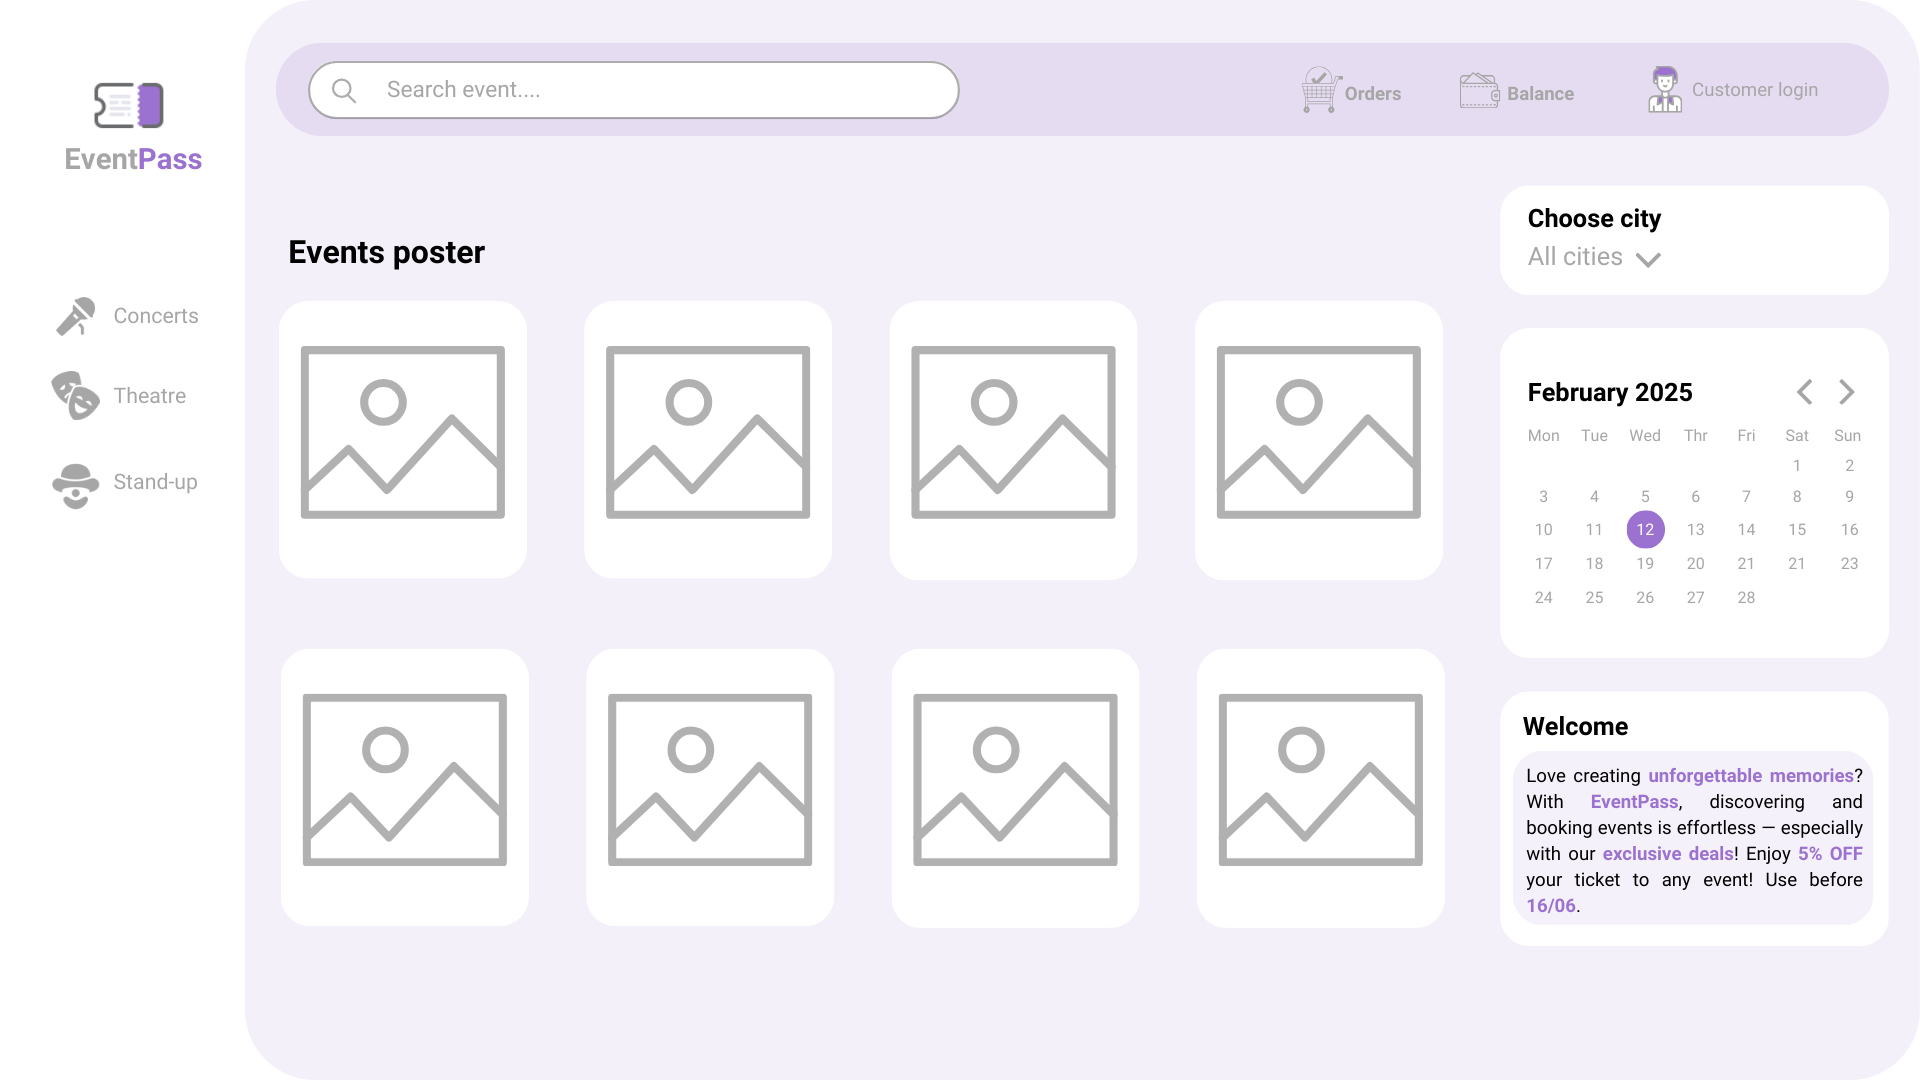 EventPass
Concerts
Theatre
Stand-up
Search event....
Orders
Balance
Customer login
Events poster
Choose city
All cities
February 2025
Mon Tue Wed Thr Fri Sat Sun
1 2
3 4 5 6 7 8 9
10 11 12 13 14 15 16
17 18 19 20 21 21 23
24 25 26 27 28
Welcome
Love creating unforgettable memories?
With EventPass, discovering and
booking events is effortless — especially
with our exclusive deals! Enjoy 5% OFF
your ticket to any event! Use before
16/06.